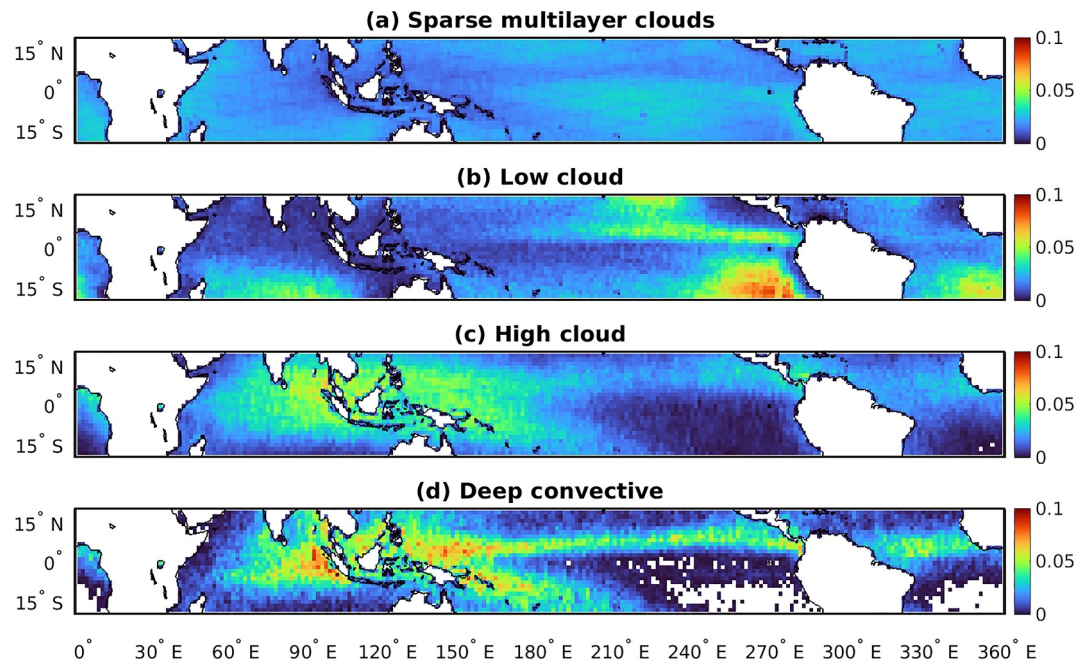 (a) Sparse multilayer clouds
15° N
0°
15° S
0.1
0.05
0
(b) Low cloud
15° N
0°
15° S
0.1
0.05
0
(c) High cloud
15° N
0°
15° S
0.1
0.05
0
(d) Deep convective
15° N
0°
15° S
0.1
0.05
0
0° 30° E 60° E 90° E 120° E 150° E 180° E 210° E 240° E 270° E 300° E 330° E 360° E